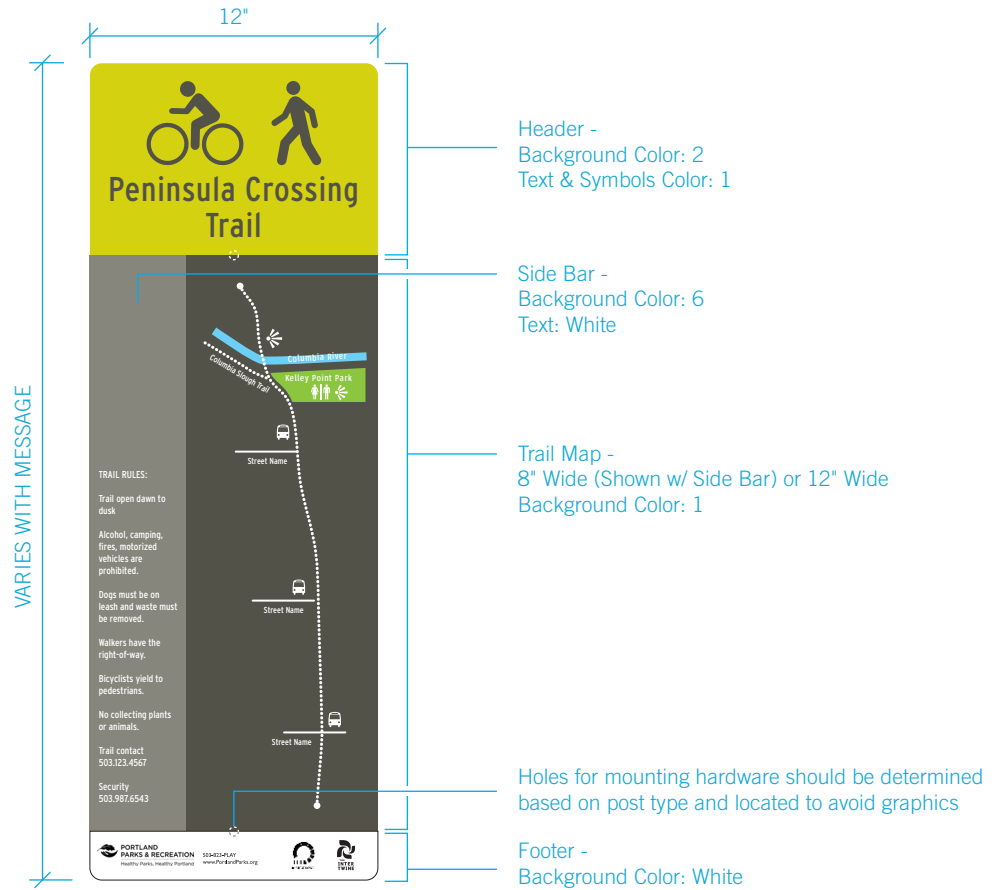 12"
VARIES WITH MESSAGE
Peninsula Crossing
Trail
Columbia River
Columbia Slough Trail
Kelley Point Park
Street Name
Street Name
Street Name
TRAIL RULES:
Trail open dawn to
dusk
Alcohol, camping,
fires, motorized
vehicles are
prohibited.
Dogs must be on
leash and waste must
be removed.
Walkers have the
right-of-way.
Bicyclists yield to
pedestrians.
No collecting plants
or animals.
Trail contact
503.123.4567
Security
503.987.6543
PORTLAND
PARKS & RECREATION
Healthy Parks, Healthy Portland
503-823-PLAY
www.PortlandParks.org
INTER
TWINE
Header -
Background Color: 2
Text & Symbols Color: 1
Side Bar -
Background Color: 6
Text: White
Trail Map -
8" Wide (Shown w/ Side Bar) or 12" Wide
Background Color: 1
Holes for mounting hardware should be determined
based on post type and located to avoid graphics
Footer -
Background Color: White